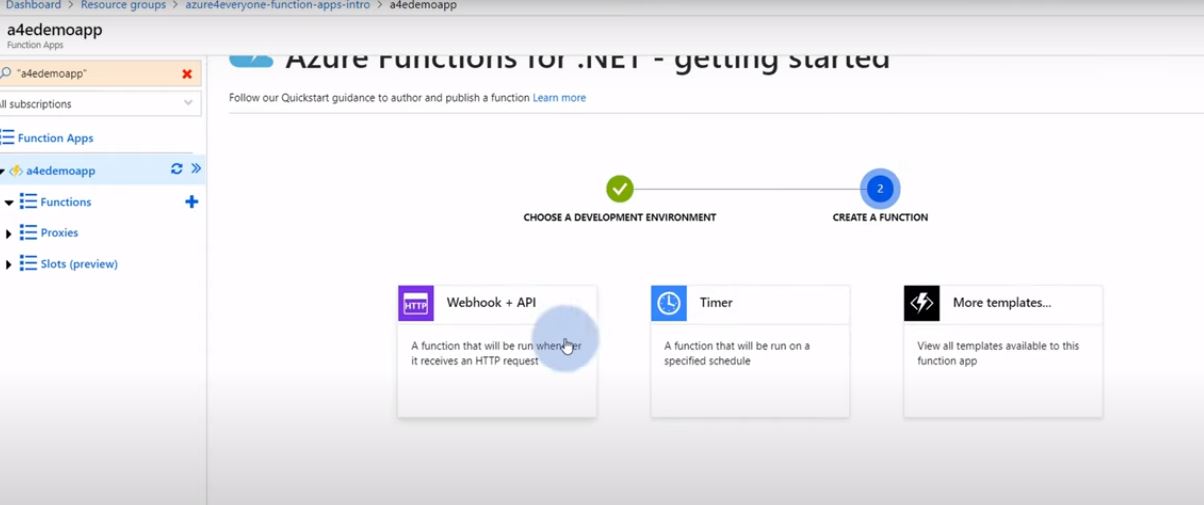 Dashboard > Resource groups > azure4everyone-function-apps-intro > a4edemoapp
a4edemoapp
Function Apps
"a4edemoapp"
All subscriptions
Function Apps
a4edemoapp
Functions
Proxies
Slots (preview)
Azure Functions for .NET - getting started
Follow our Quickstart guidance to author and publish a function Learn more
2
CHOOSE A DEVELOPMENT ENVIRONMENT
CREATE A FUNCTION
HTTP
Webhook + API
A function that will be run whenever
it receives an HTTP request
Timer
A function that will be run on a
specified schedule
More templates...
View all templates available to this
function app